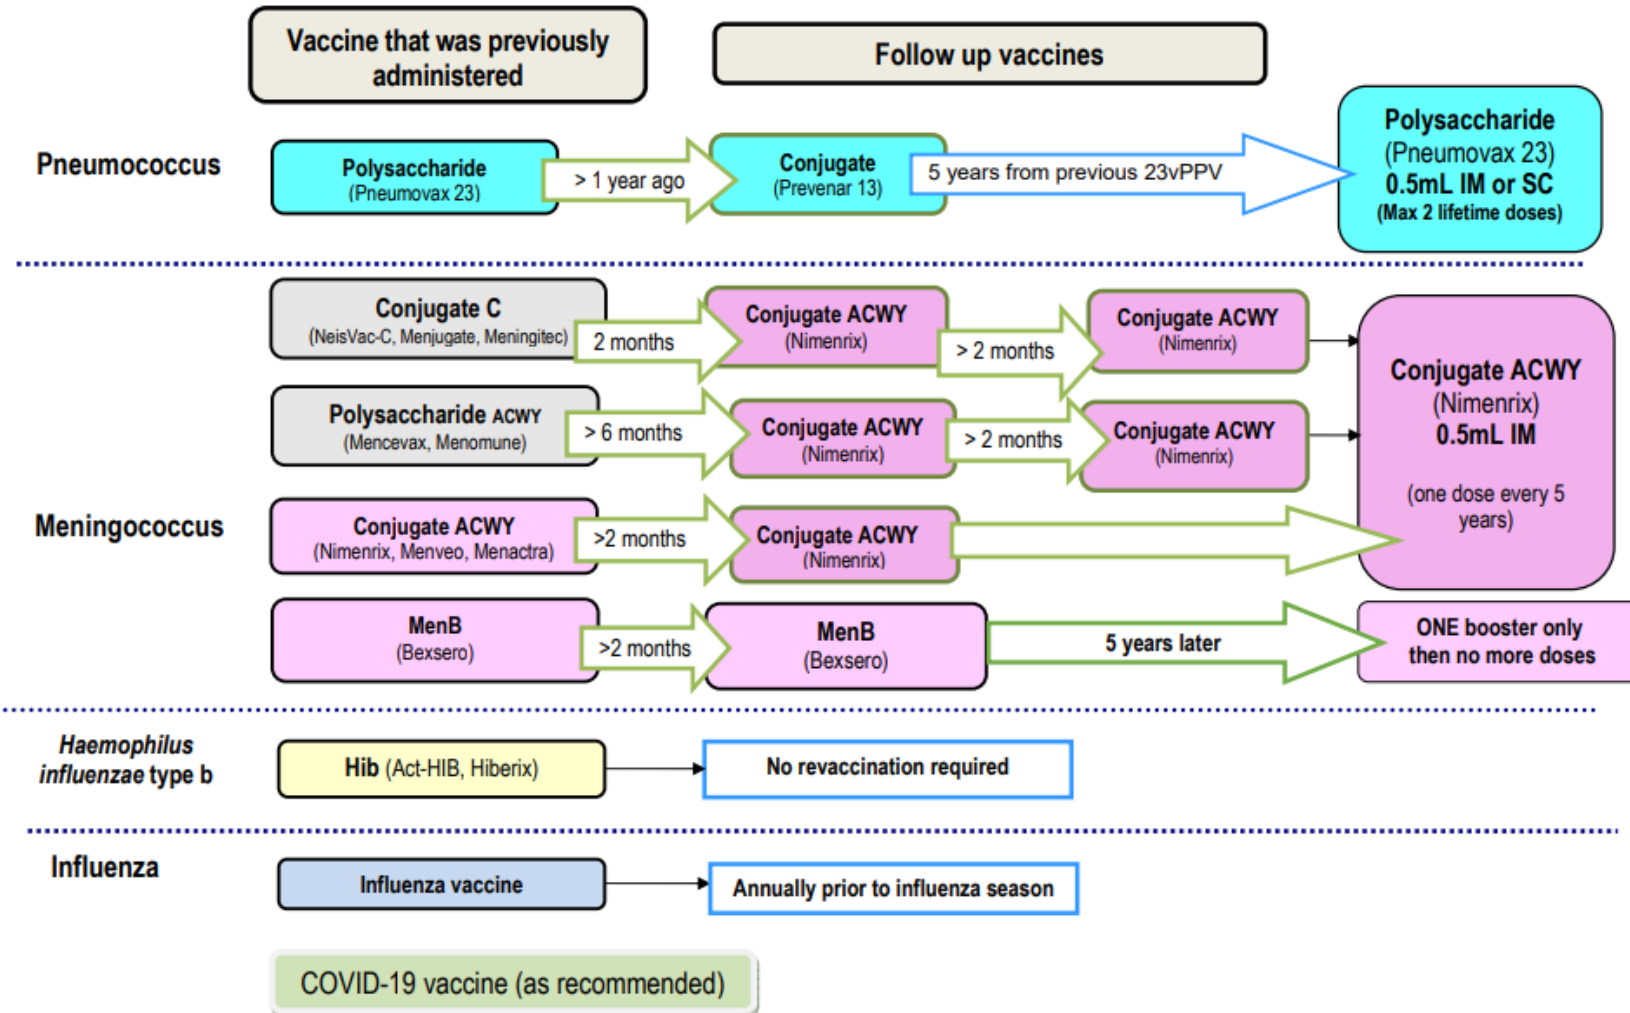 Vaccine that was previously
administered
Follow up vaccines
Pneumococcus
Polysaccharide
(Pneumovax 23)
> 1 year ago
Conjugate
(Prevenar 13)
5 years from previous 23vPPV
Polysaccharide
(Pneumovax 23)
0.5mL IM or SC
(Max 2 lifetime doses)
Meningococcus
Conjugate C
(NeisVac-C, Menjugate, Meningitec)
2 months
Conjugate ACWY
(Nimenrix)
> 2 months
Conjugate ACWY
(Nimenrix)
Polysaccharide ACWY
(Mencevax, Menomune)
> 6 months
Conjugate ACWY
(Nimenrix)
> 2 months
Conjugate ACWY
(Nimenrix)
Conjugate ACWY
(Nimenrix)
0.5mL IM
(one dose every 5
years)
Conjugate ACWY
(Nimenrix, Menveo, Menactra)
>2 months
Conjugate ACWY
(Nimenrix)
MenB
(Bexsero)
>2 months
MenB
(Bexsero)
5 years later
ONE booster only
then no more doses
Haemophilus
influenzae type b
Hib (Act-HIB, Hiberix)
No revaccination required
Influenza
Influenza vaccine
Annually prior to influenza season
COVID-19 vaccine (as recommended)